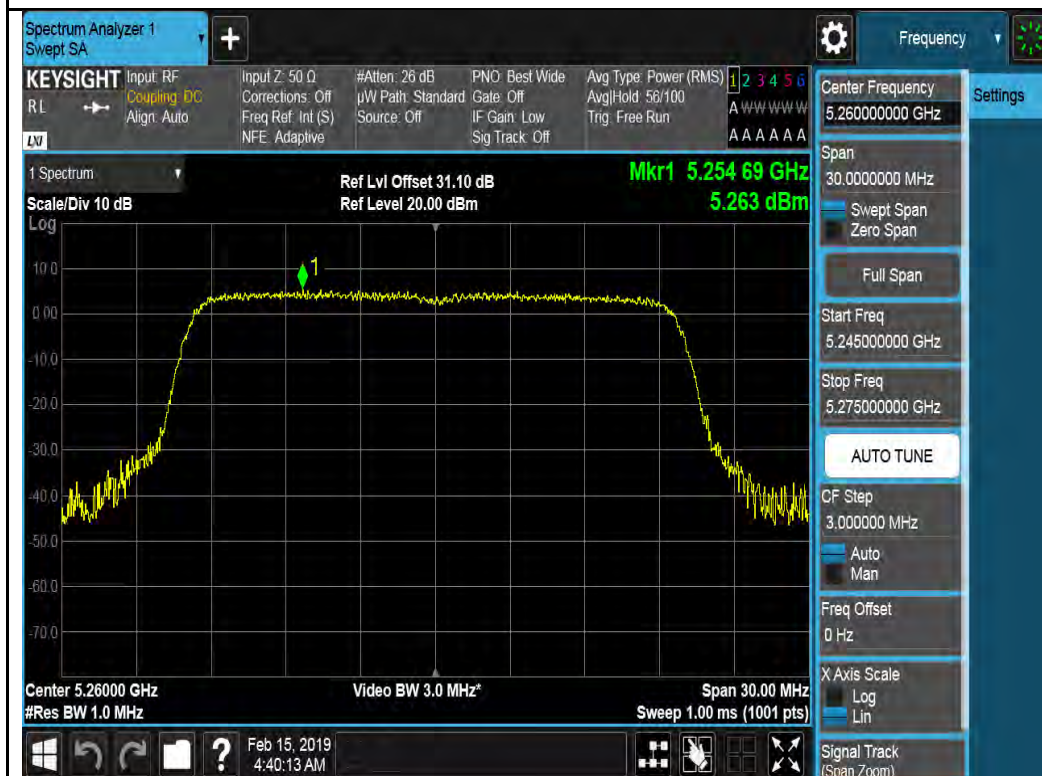 Spectrum Analyzer 1
Swept SA
+
Frequency
KEYSIGHT
RL
LXI
Input: RF
Coupling: DC
Align: Auto
Input Z: 50 Ω
Corrections: Off
Freq Ref: Int (S)
NFE: Adaptive
#Atten: 26 dB
µW Path: Standard
Source: Off
PNO: Best Wide
Gate: Off
IF Gain: Low
Sig Track: Off
Avg Type: Power (RMS)
Avg|Hold: 56/100
Trig: Free Run
1 2 3 4 5 6
A W W W W W
A A A A A A
1 Spectrum
Scale/Div 10 dB
Log
Ref Lvl Offset 31.10 dB
Ref Level 20.00 dBm
Mkr1 5.254 69 GHz
5.263 dBm
1
10.0
0.00
-10.0
-20.0
-30.0
-40.0
-50.0
-60.0
-70.0
Center 5.26000 GHz
#Res BW 1.0 MHz
Video BW 3.0 MHz*
Span 30.00 MHz
Sweep 1.00 ms (1001 pts)
?
Feb 15, 2019
4:40:13 AM
Center Frequency
5.260000000 GHz
Span
30.0000000 MHz
Swept Span
Zero Span
Full Span
Start Freq
5.245000000 GHz
Stop Freq
5.275000000 GHz
AUTO TUNE
CF Step
3.000000 MHz
Auto
Man
Freq Offset
0 Hz
X Axis Scale
Log
Lin
Signal Track
(Span Zoom)
Settings